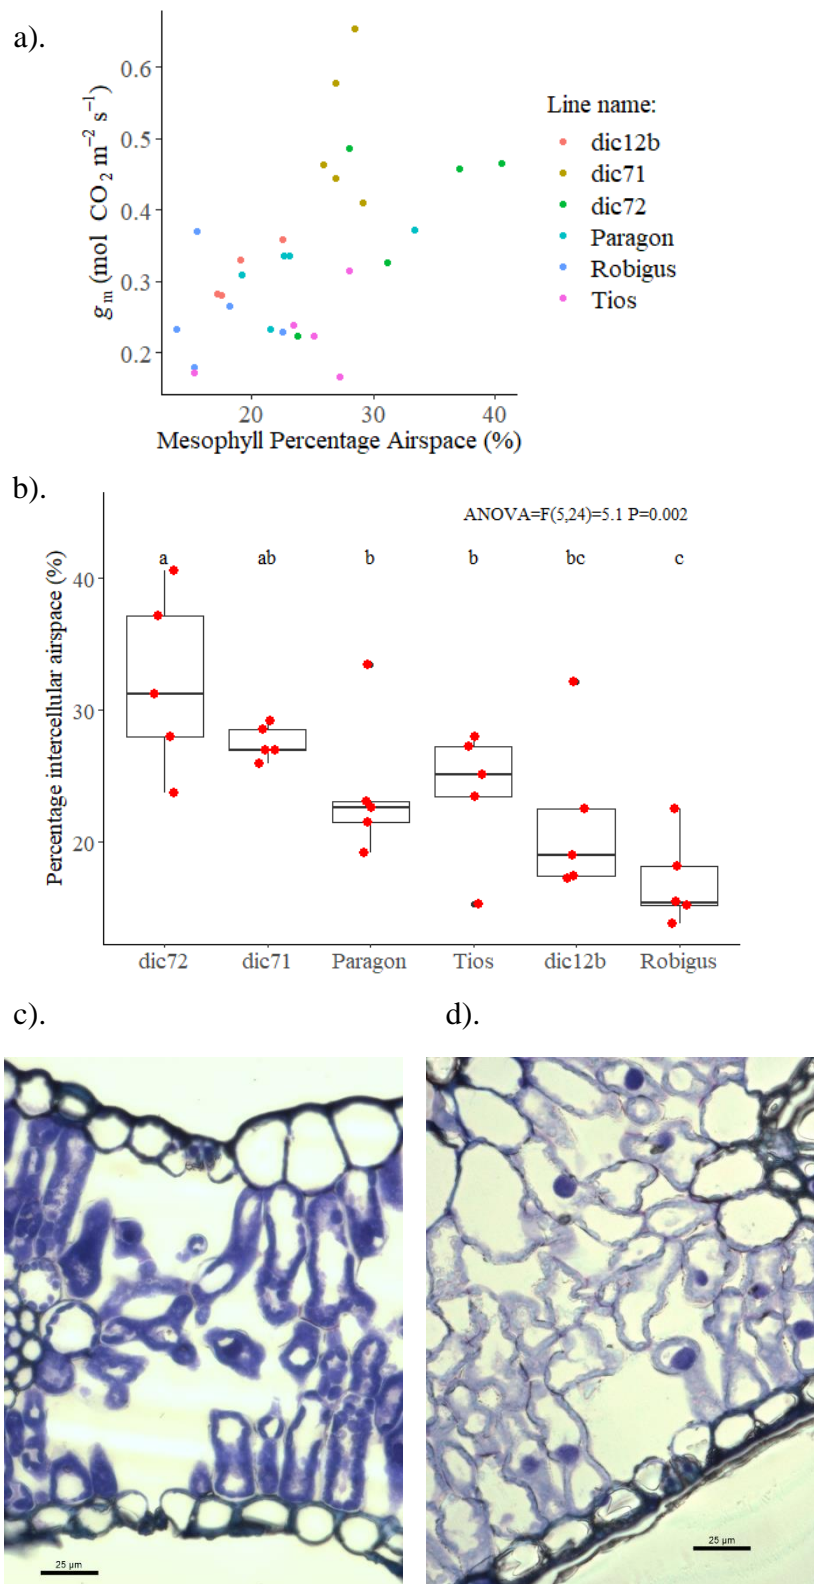 a).
0.6
0.5
0.4
0.3
0.2
g m (mol CO 2 m −2 s −1)
20 30 40
Mesophyll Percentage Airspace (%)
Line name:
dic12b
dic71
dic72
Paragon
Robigus
Tios
b).
ANOVA=F(5,24)=5.1 P=0.002
a ab b b bc c
40
30
20
Percentage intercellular airspace (%)
dic72 dic71 Paragon Tios dic12b Robigus
c). d).
25 µm
25 µm